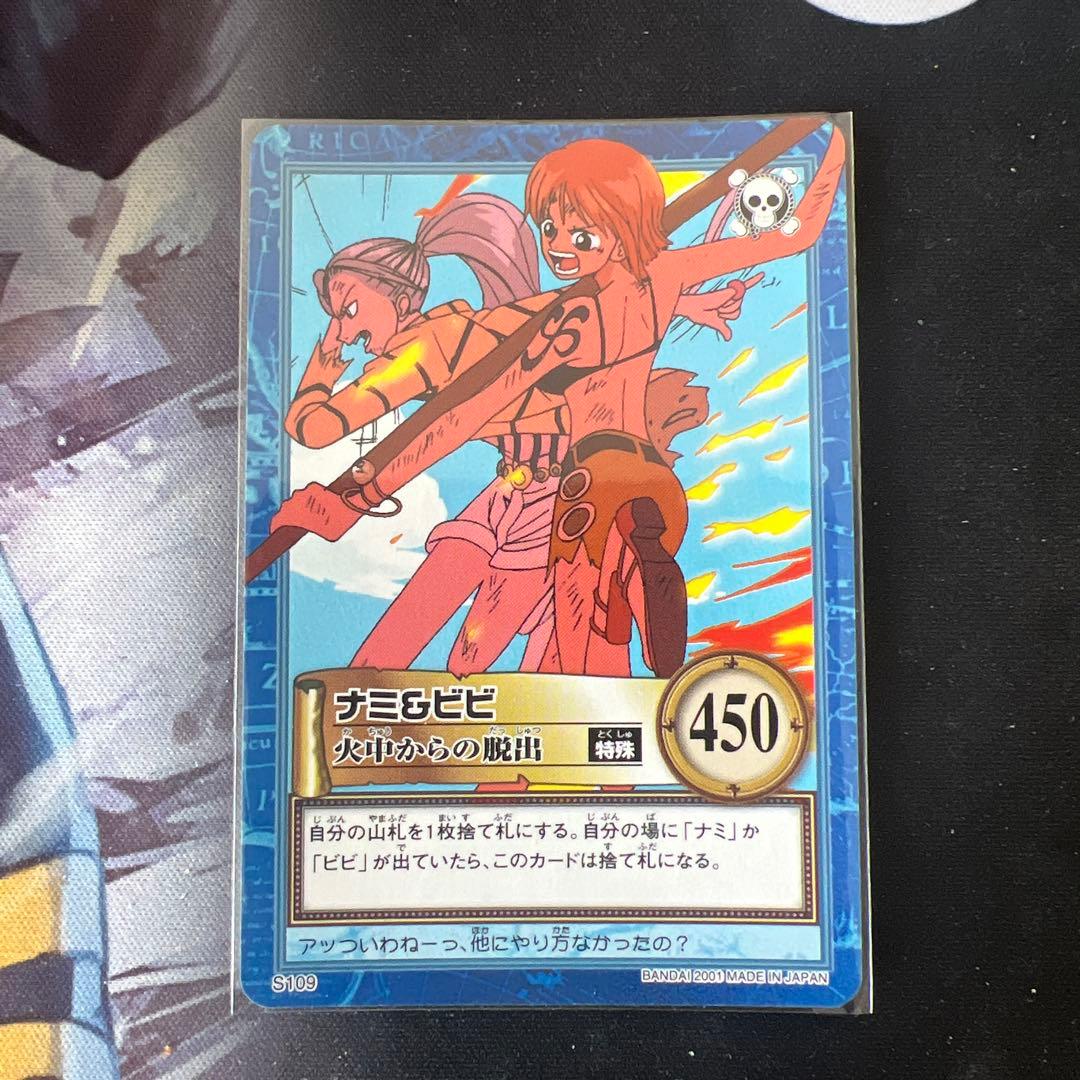 RICA
ナミ&ビビ
火中からの脱出
特殊
450
自分の山札を1枚捨て札にする。自分の場に「ナミ」か
「ビビ」が出ていたら、このカードは捨て札になる。
アッついわねーっ、他にやり方なかったの?
S109
BANDAI 2001 MADE IN JAPAN